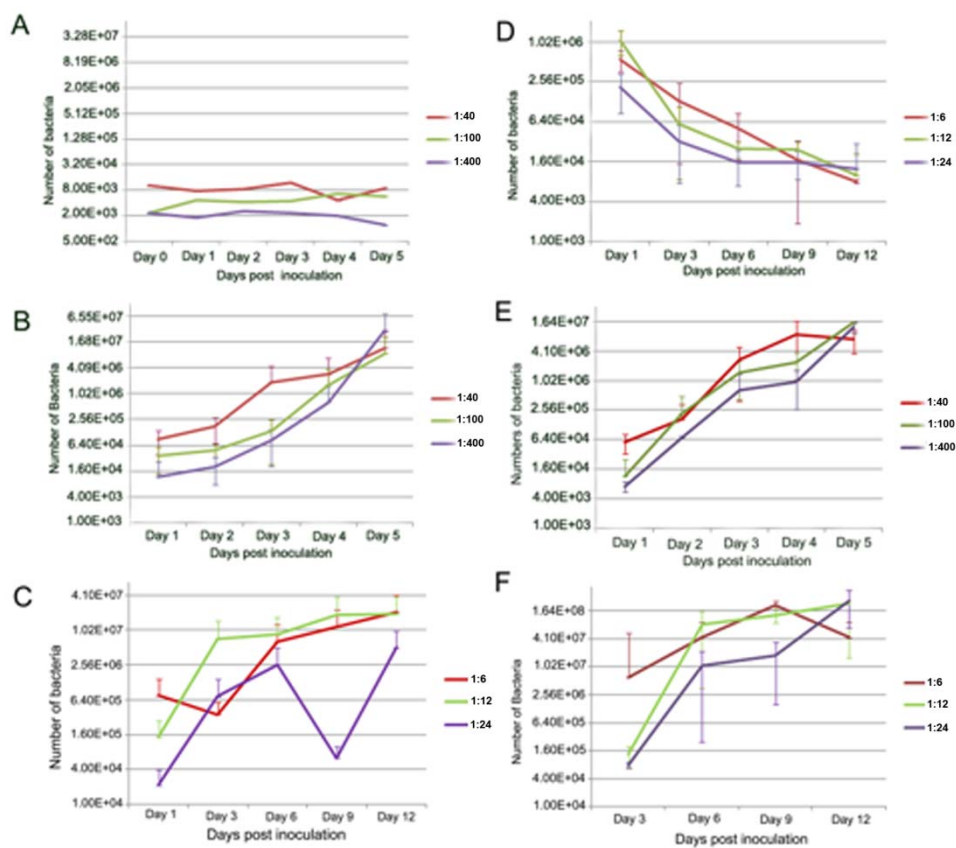 A
Number of bacteria
3.28E+07
8.19E+06
2.05E+06
5.12E+05
1.28E+05
3.20E+04
8.00E+03
2.00E+03
5.00E+02
Day 0 Day 1 Day 2 Day 3 Day 4 Day 5
Days post inoculation
1:40
1:100
1:400
B
Number of Bacteria
6.55E+07
1.68E+07
4.09E+06
1.02E+06
2.56E+05
6.40E+04
1.60E+04
4.00E+03
1.00E+03
Day 1 Day 2 Day 3 Day 4 Day 5
Days post inoculation
1:40
1:100
1:400
C
Number of bacteria
4.10E+07
1.02E+07
2.56E+06
6.40E+05
1.60E+05
4.00E+04
1.00E+04
Day 1 Day 3 Day 6 Day 9 Day 12
Days post inoculation
1:6
1:12
1:24
D
Number of bacteria
1.02E+06
2.56E+05
6.40E+04
1.60E+04
4.00E+03
1.00E+03
Day 1 Day 3 Day 6 Day 9 Day 12
Days post inoculation
1:6
1:12
1:24
E
Numbers of Bacteria
1.64E+07
4.10E+06
1.02E+06
2.56E+05
6.40E+04
1.60E+04
4.00E+03
1.00E+03
Day 1 Day 2 Day 3 Day 4 Day 5
Days post inoculation
1:40
1:100
1:400
F
Number of Bacteria
1.64E+08
4.10E+07
1.02E+07
2.56E+06
6.40E+05
1.60E+05
4.00E+04
1.00E+04
Day 3 Day 6 Day 9 Day 12
Days post inoculation
1:6
1:12
1:24